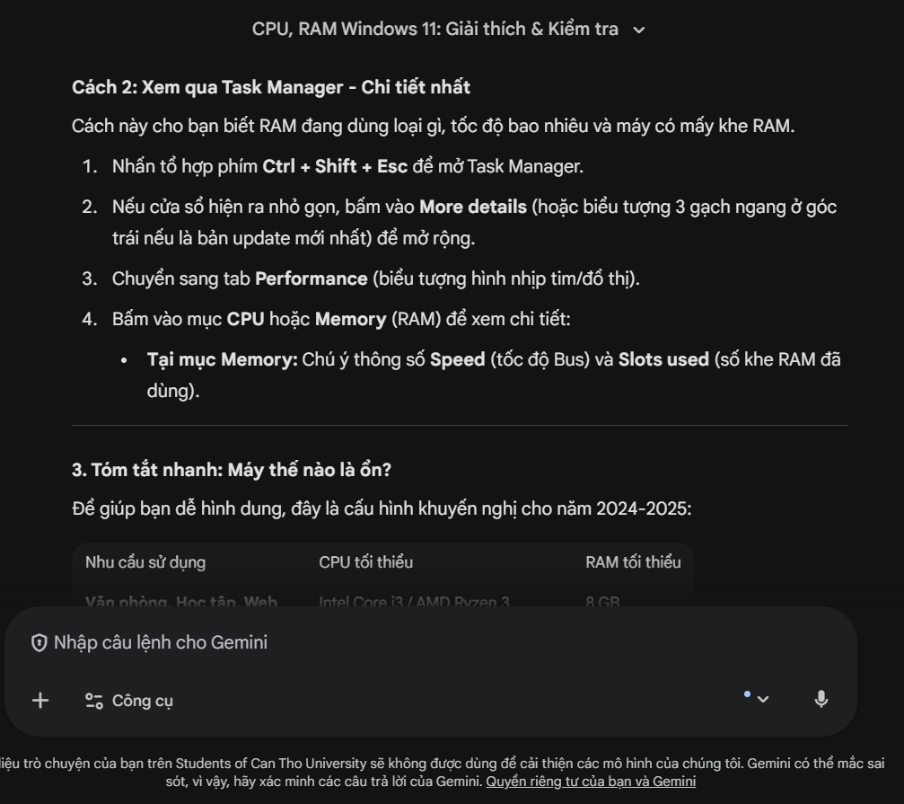 CPU, RAM Windows 11: Giải thích & Kiểm tra
Cách 2: Xem qua Task Manager - Chi tiết nhất
Cách này cho bạn biết RAM đang dùng loại gì, tốc độ bao nhiêu và máy có mấy khe RAM.
1. Nhấn tổ hợp phím Ctrl + Shift + Esc để mở Task Manager.
2. Nếu cửa sổ hiện ra nhỏ gọn, bấm vào More details (hoặc biểu tượng 3 gạch ngang ở góc
trái nếu là bản update mới nhất) để mở rộng.
3. Chuyển sang tab Performance (biểu tượng hình nhịp tim/đồ thị).
4. Bấm vào mục CPU hoặc Memory (RAM) để xem chi tiết:
• Tại mục Memory: Chú ý thông số Speed (tốc độ Bus) và Slots used (số khe RAM đã
dùng).
3. Tóm tắt nhanh: Máy thế nào là ổn?
Để giúp bạn dễ hình dung, đây là cấu hình khuyến nghị cho năm 2024-2025:
Nhu cầu sử dụng CPU tối thiểu RAM tối thiểu
Văn phòng, Học tập, Web Intel Core i3 / AMD Ryzen 3 8 GB
Nhập câu lệnh cho Gemini
Công cụ
liệu trò chuyện của bạn trên Students of Can Tho University sẽ không được dùng để cải thiện các mô hình của chúng tôi. Gemini có thể mắc sai
sót, vì vậy, hãy xác minh các câu trả lời của Gemini. Quyền riêng tư của bạn và Gemini